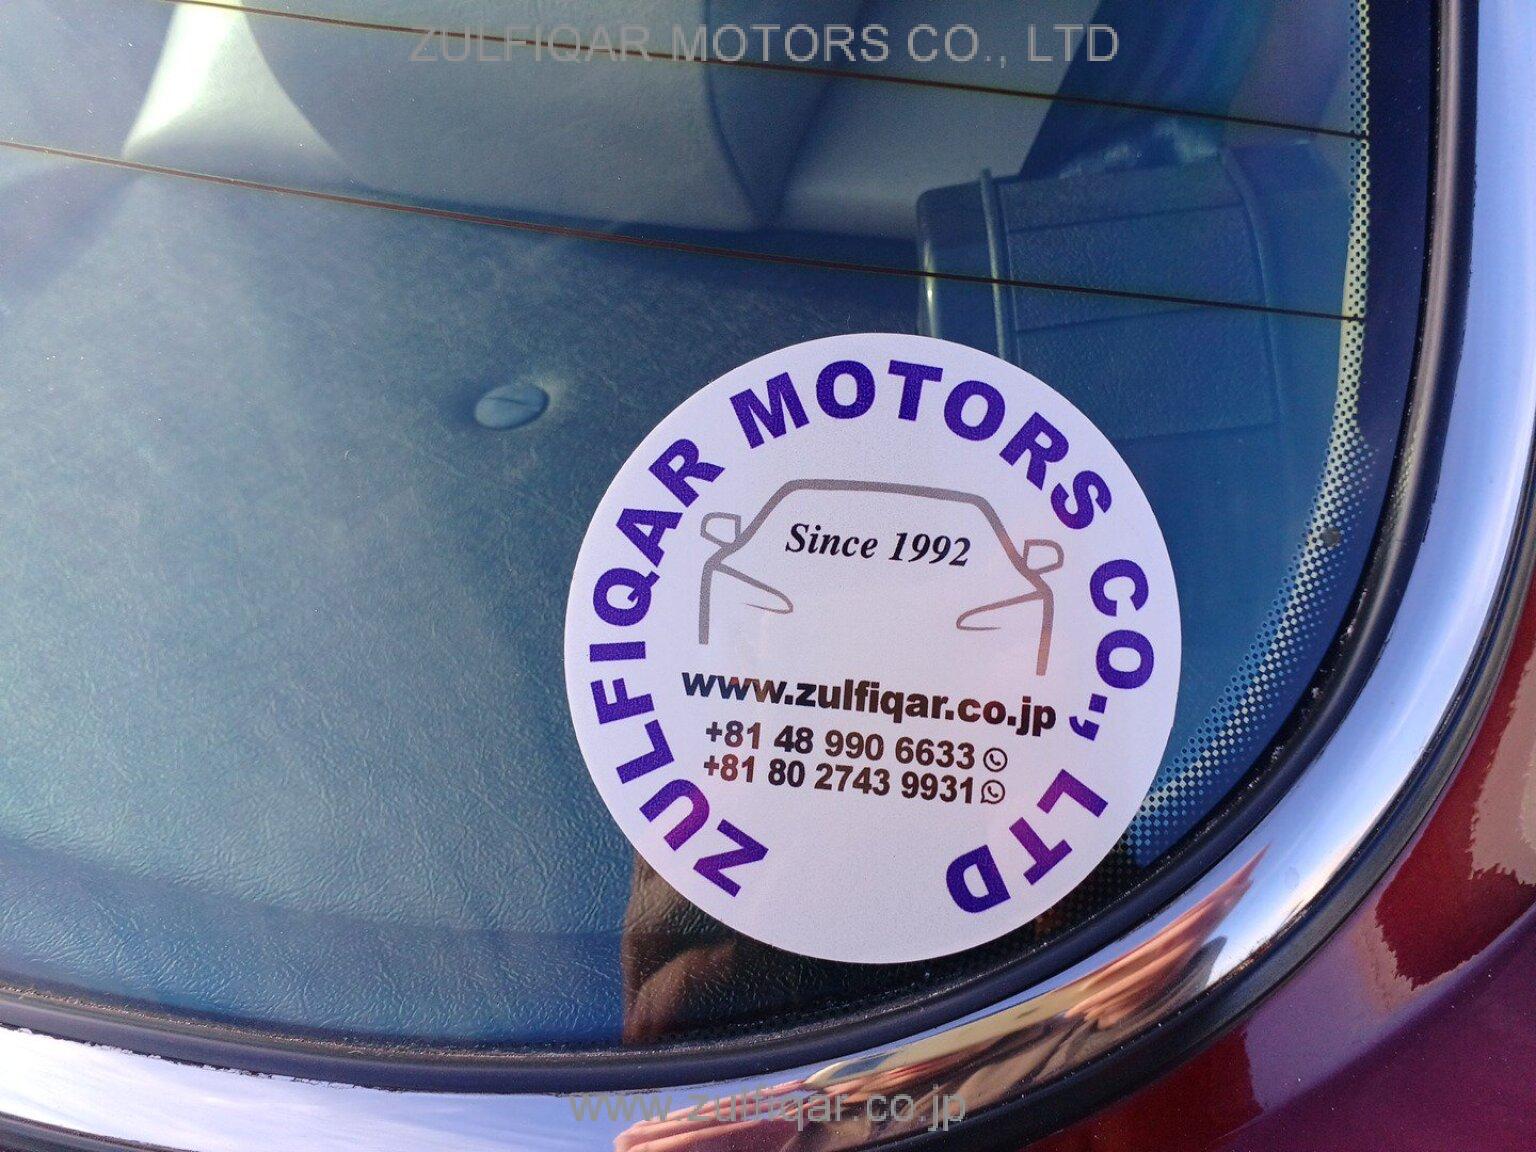 ZULFIQAR MOTORS CO., LTD
ZULFIQAR MOTORS CO., LTD
Since 1992
www.zulfiqar.co.jp
+81 48 990 6633
+81 80 2743 9931
www.zulfiqar.co.jp